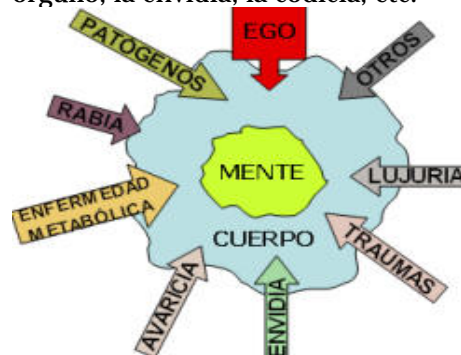 órgano, la envidia, la codicia, etc.
PATÓGENOS
EGO
OTROS
RABIA
MENTE
LUJURIA
ENFERMEDAD
METABÓLICA
CUERPO
TRAUMAS
AVARICIA
ENVIDIA